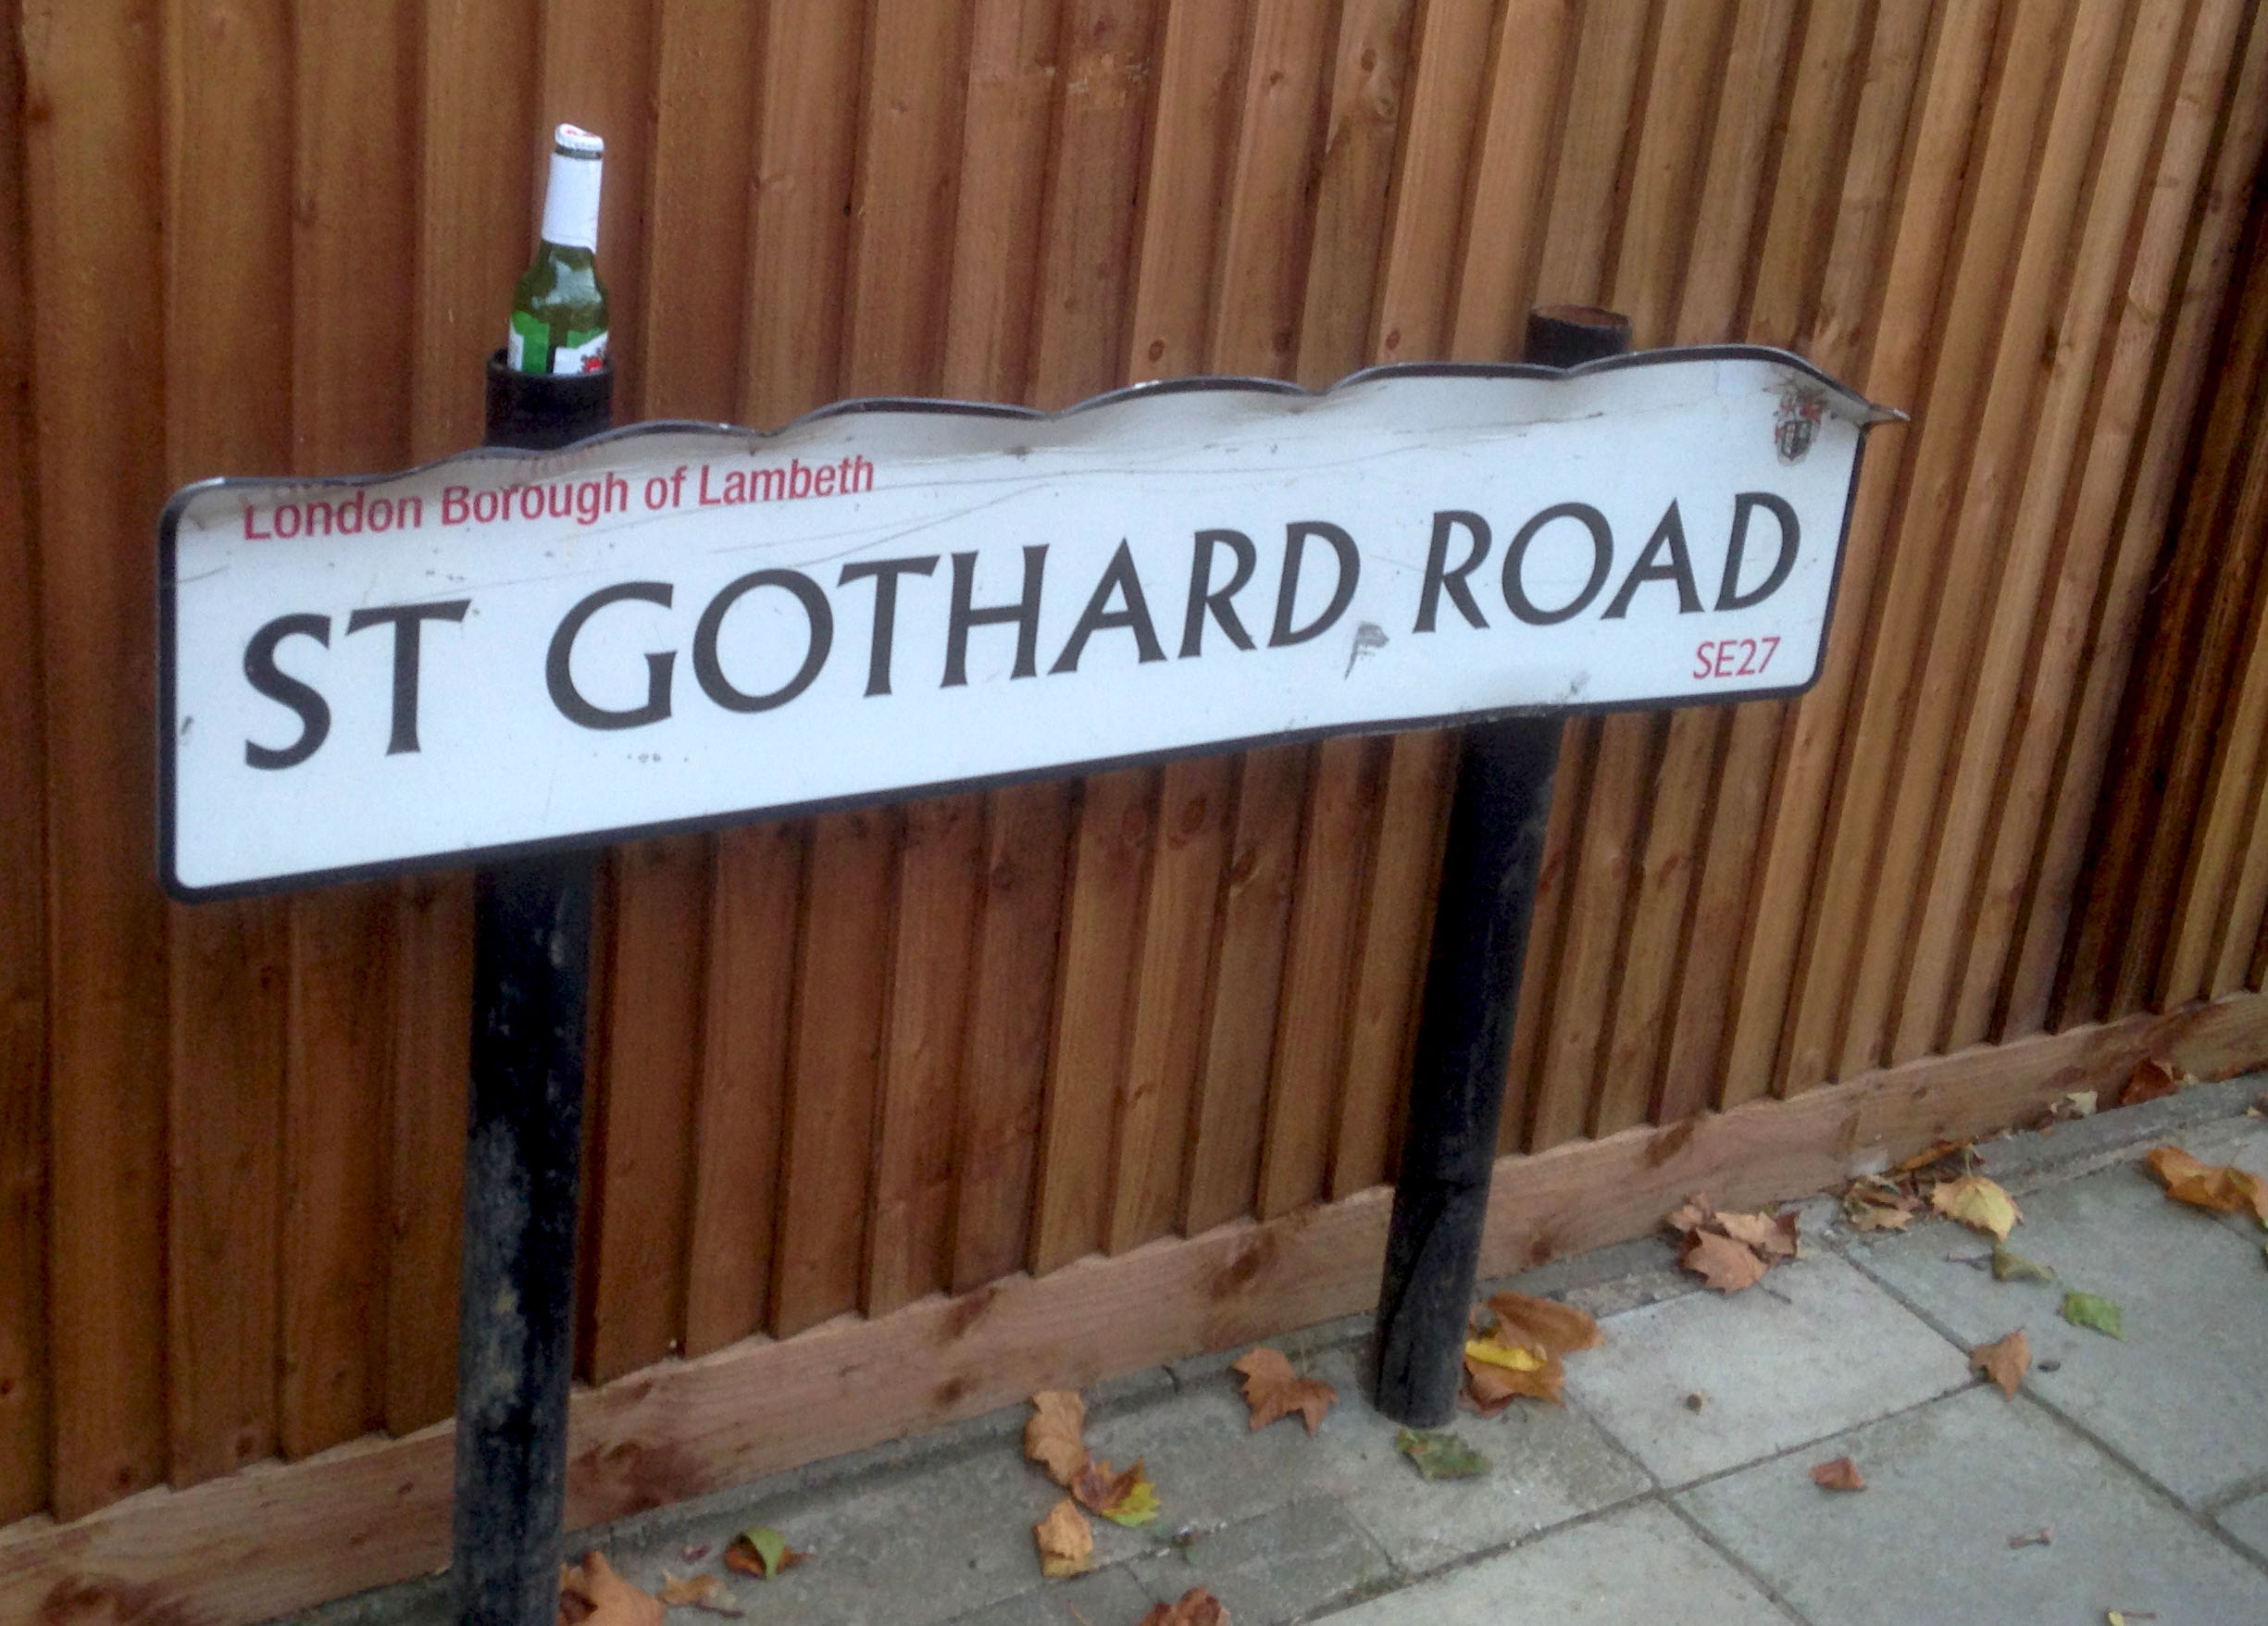 London Borough of Lambeth
ST GOTHARD ROAD
SE27